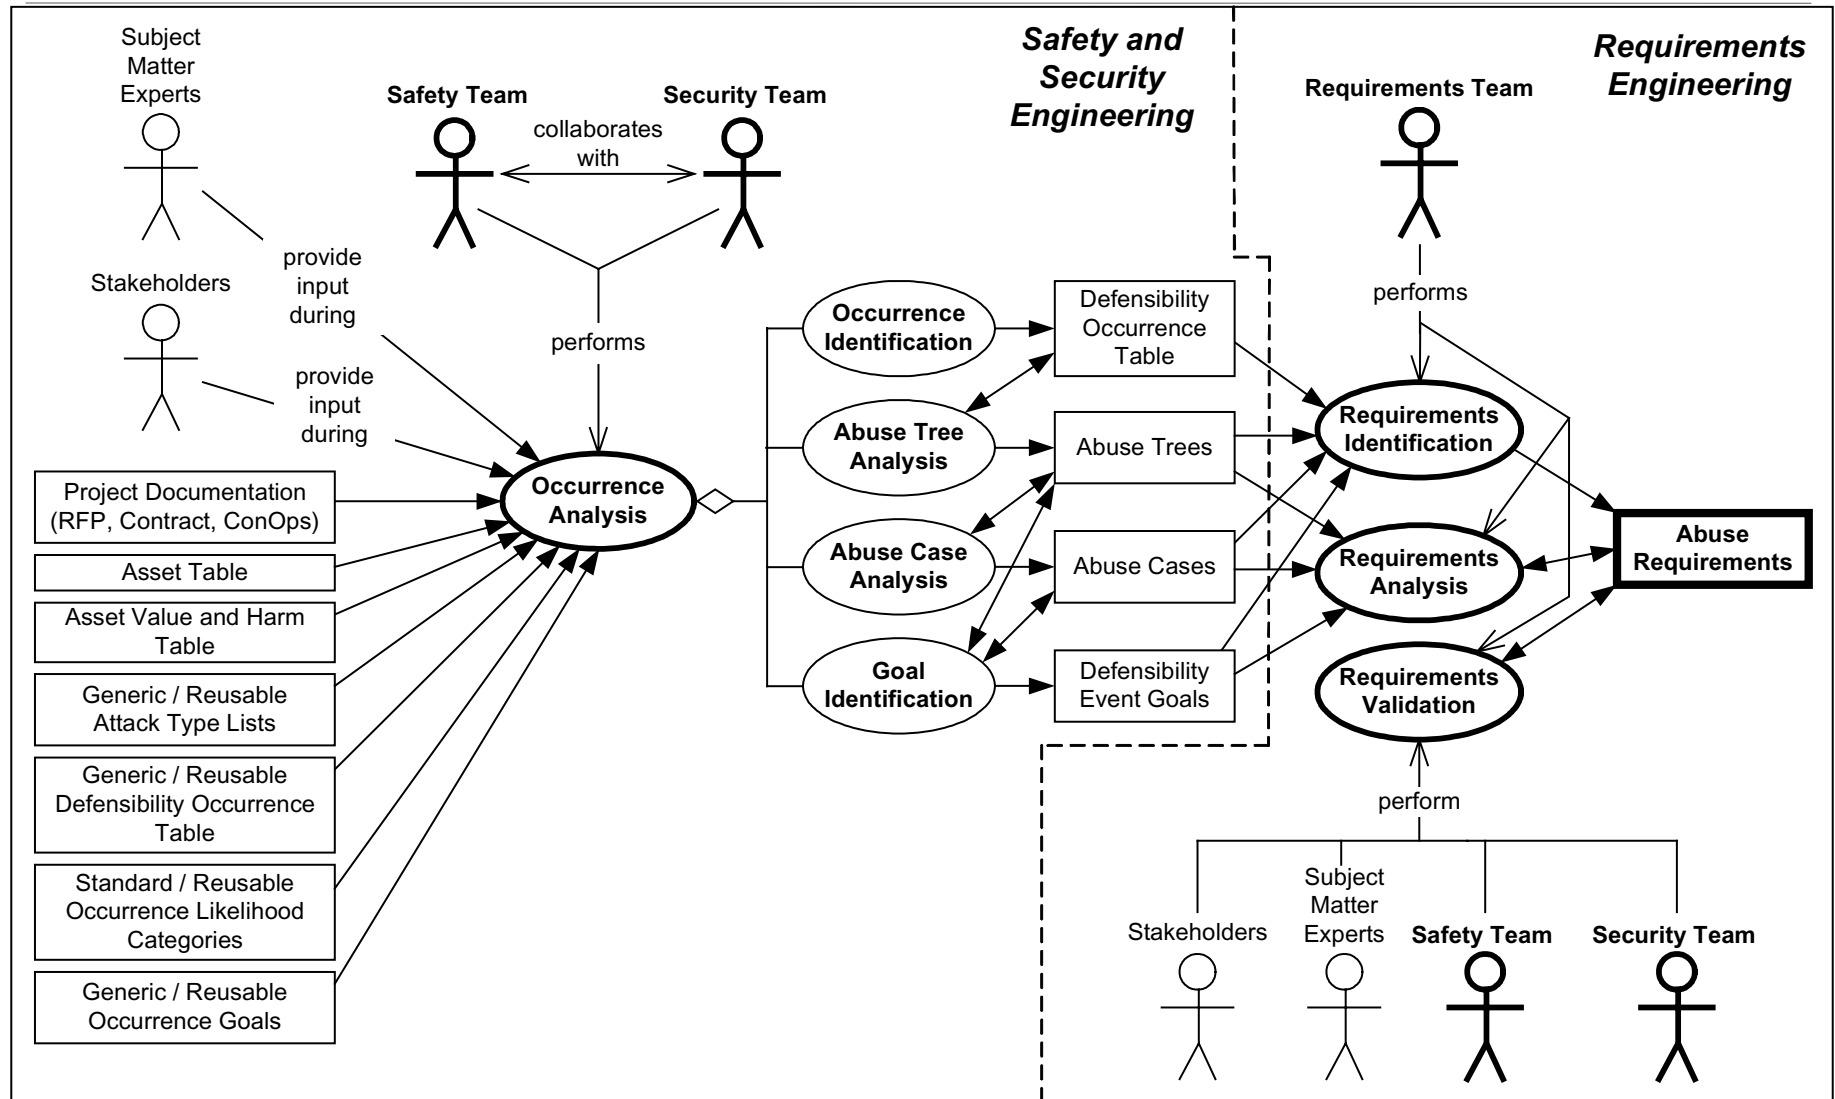 Subject
Matter
Experts
Safety Team
Security Team
collaborates
with
Safety and
Security
Engineering
Requirements Team
Requirements
Engineering
provide
input
during
Stakeholders
provide
input
during
performs
performs
Occurrence
Identification
Defensibility
Occurrence
Table
Abuse Tree
Analysis
Abuse Trees
Requirements
Identification
Project Documentation
(RFP, Contract, ConOps)
Occurrence
Analysis
Asset Table
Abuse Case
Analysis
Abuse Cases
Requirements
Analysis
Abuse
Requirements
Asset Value and Harm
Table
Generic / Reusable
Attack Type Lists
Goal
Identification
Defensibility
Event Goals
Requirements
Validation
Generic / Reusable
Defensibility Occurrence
Table
perform
Standard / Reusable
Occurrence Likelihood
Categories
Generic / Reusable
Occurrence Goals
Stakeholders
Subject
Matter
Experts
Safety Team
Security Team